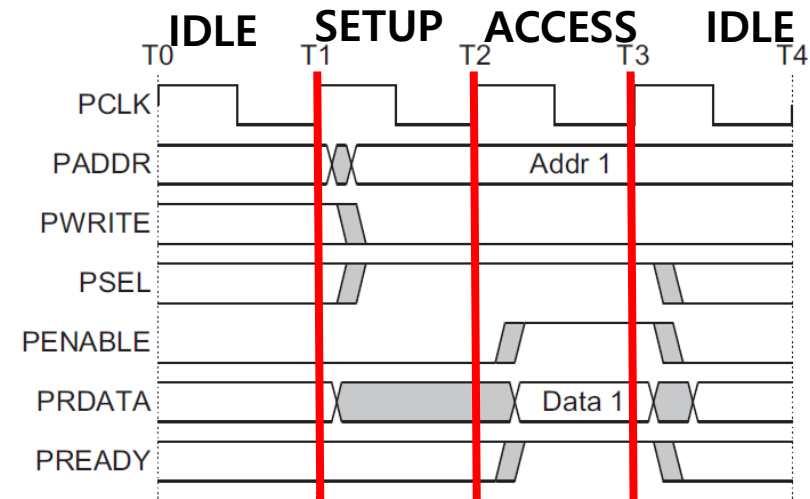 IDLE SETUP ACCESS IDLE
T0 T1 T2 T3 T4
PCLK
PADDR Addr 1
PWRITE
PSEL
PENABLE
PRDATA Data 1
PREADY